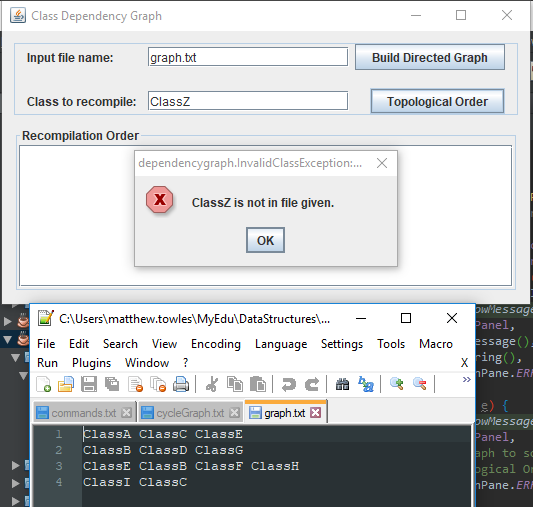 Class Dependency Graph
Input file name: graph.txt Build Directed Graph
Class to recompile: ClassZ Topological Order
Recompilation Order
dependencygraph.InvalidClassException:...
ClassZ is not in file given.
OK
C:\Users\matthew.towles\MyEdu\DataStructures\...
File Edit Search View Encoding Language Settings Tools Macro
Run Plugins Window ? X
commands.txt cycleGraph.txt graph.txt
1 ClassA ClassC ClassE
2 ClassB ClassD ClassG
3 ClassE ClassB ClassF ClassH
4 ClassI ClassC
owMessage
Panel,
essage()
ring(),
nPane.ER
e) {
owMessage
Panel,
aph to so
logical Or
nPane.ER